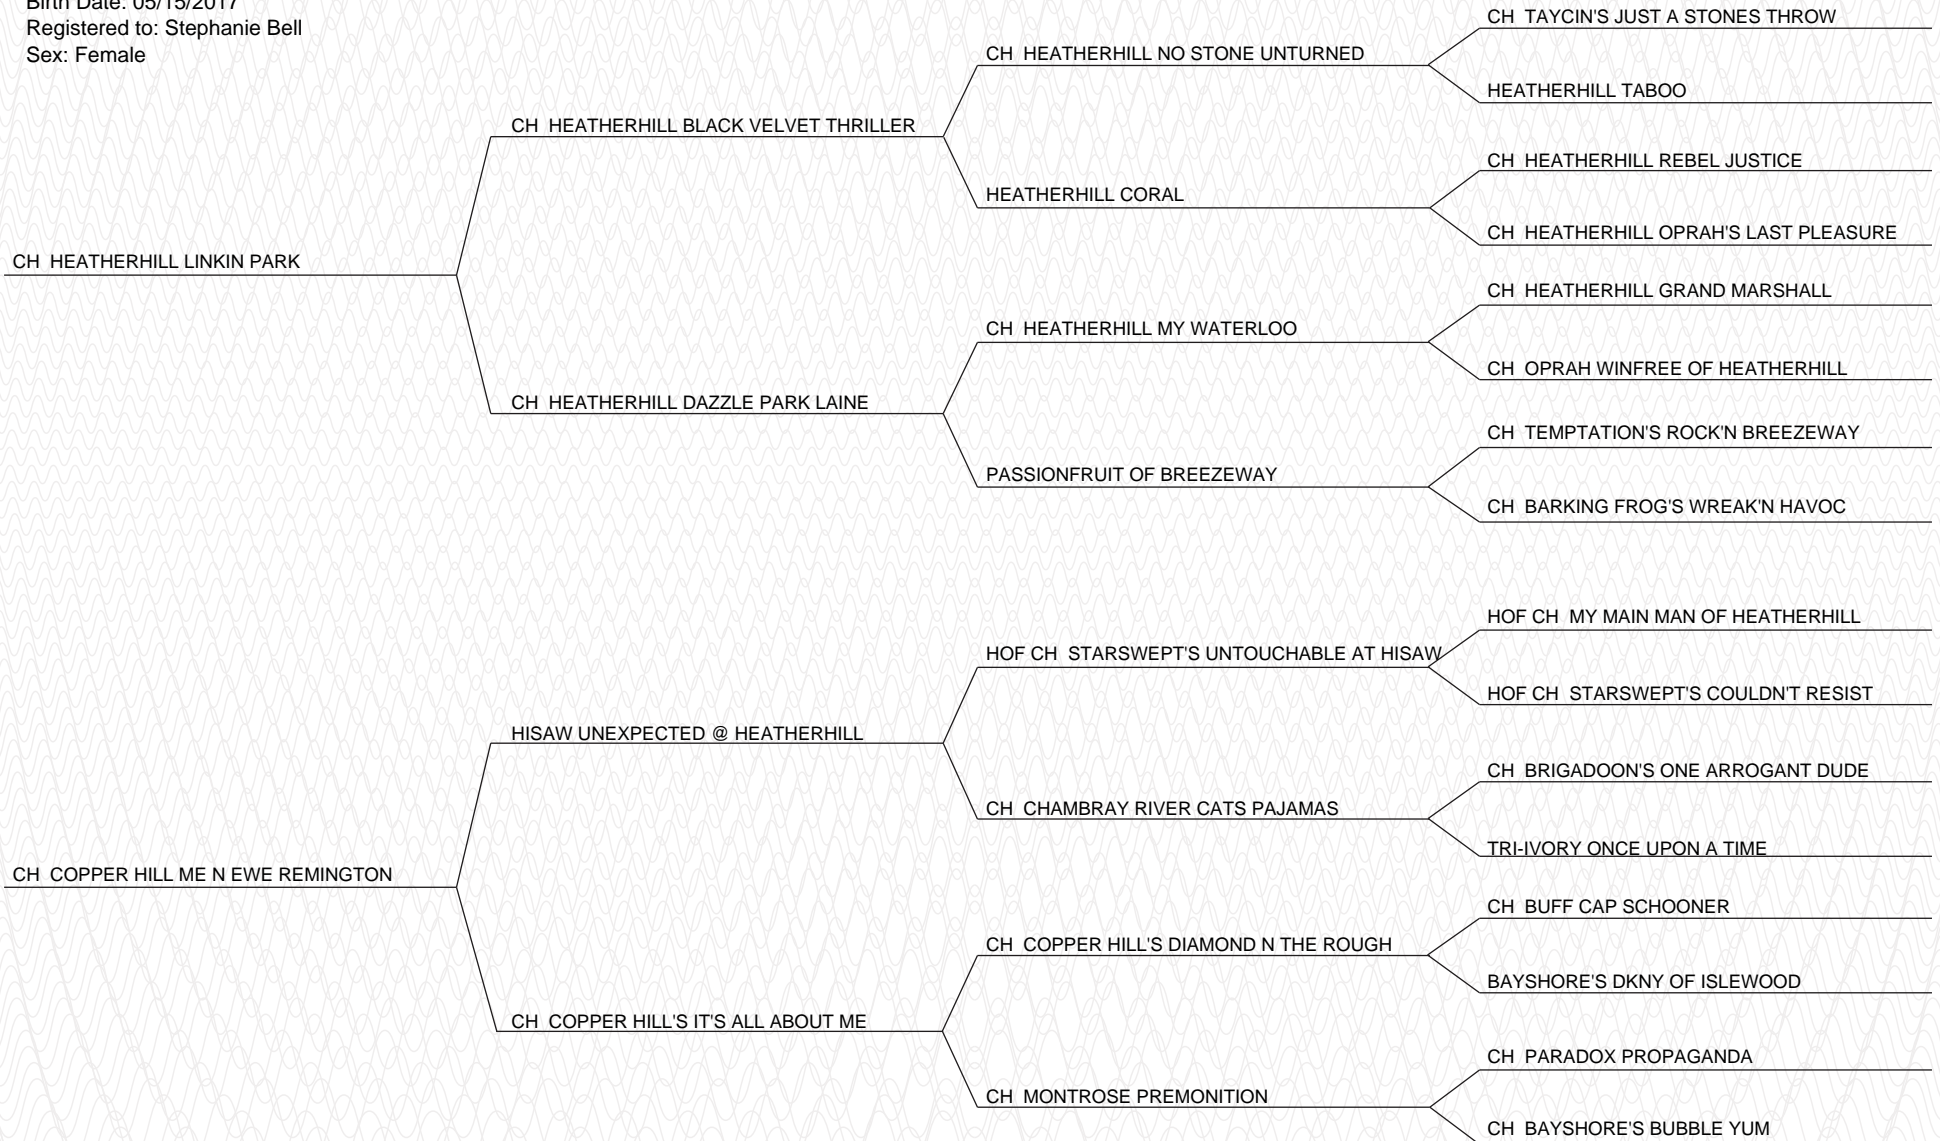 Birth Date: 05/15/2017
Registered to: Stephanie Bell
Sex: Female
CH TAYCIN'S JUST A STONES THROW
CH HEATHERHILL NO STONE UNTURNED
HEATHERHILL TABOO
CH HEATHERHILL BLACK VELVET THRILLER
CH HEATHERHILL REBEL JUSTICE
HEATHERHILL CORAL
CH HEATHERHILL OPRAH'S LAST PLEASURE
CH HEATHERHILL LINKIN PARK
CH HEATHERHILL GRAND MARSHALL
CH HEATHERHILL MY WATERLOO
CH OPRAH WINFREE OF HEATHERHILL
CH HEATHERHILL DAZZLE PARK LAINE
CH TEMPTATION'S ROCK'N BREEZEWAY
PASSIONFRUIT OF BREEZEWAY
CH BARKING FROG'S WREAK'N HAVOC
HOF CH MY MAIN MAN OF HEATHERHILL
HOF CH STARSWEPT'S UNTOUCHABLE AT HISAW
HOF CH STARSWEPT'S COULDN'T RESIST
HISAW UNEXPECTED @ HEATHERHILL
CH BRIGADOON'S ONE ARROGANT DUDE
CH CHAMBRAY RIVER CATS PAJAMAS
TRI-IVORY ONCE UPON A TIME
CH COPPER HILL ME N EWE REMINGTON
CH BUFF CAP SCHOONER
CH COPPER HILL'S DIAMOND N THE ROUGH
BAYSHORE'S DKNY OF ISLEWOOD
CH COPPER HILL'S IT'S ALL ABOUT ME
CH PARADOX PROPAGANDA
CH MONTROSE PREMONITION
CH BAYSHORE'S BUBBLE YUM